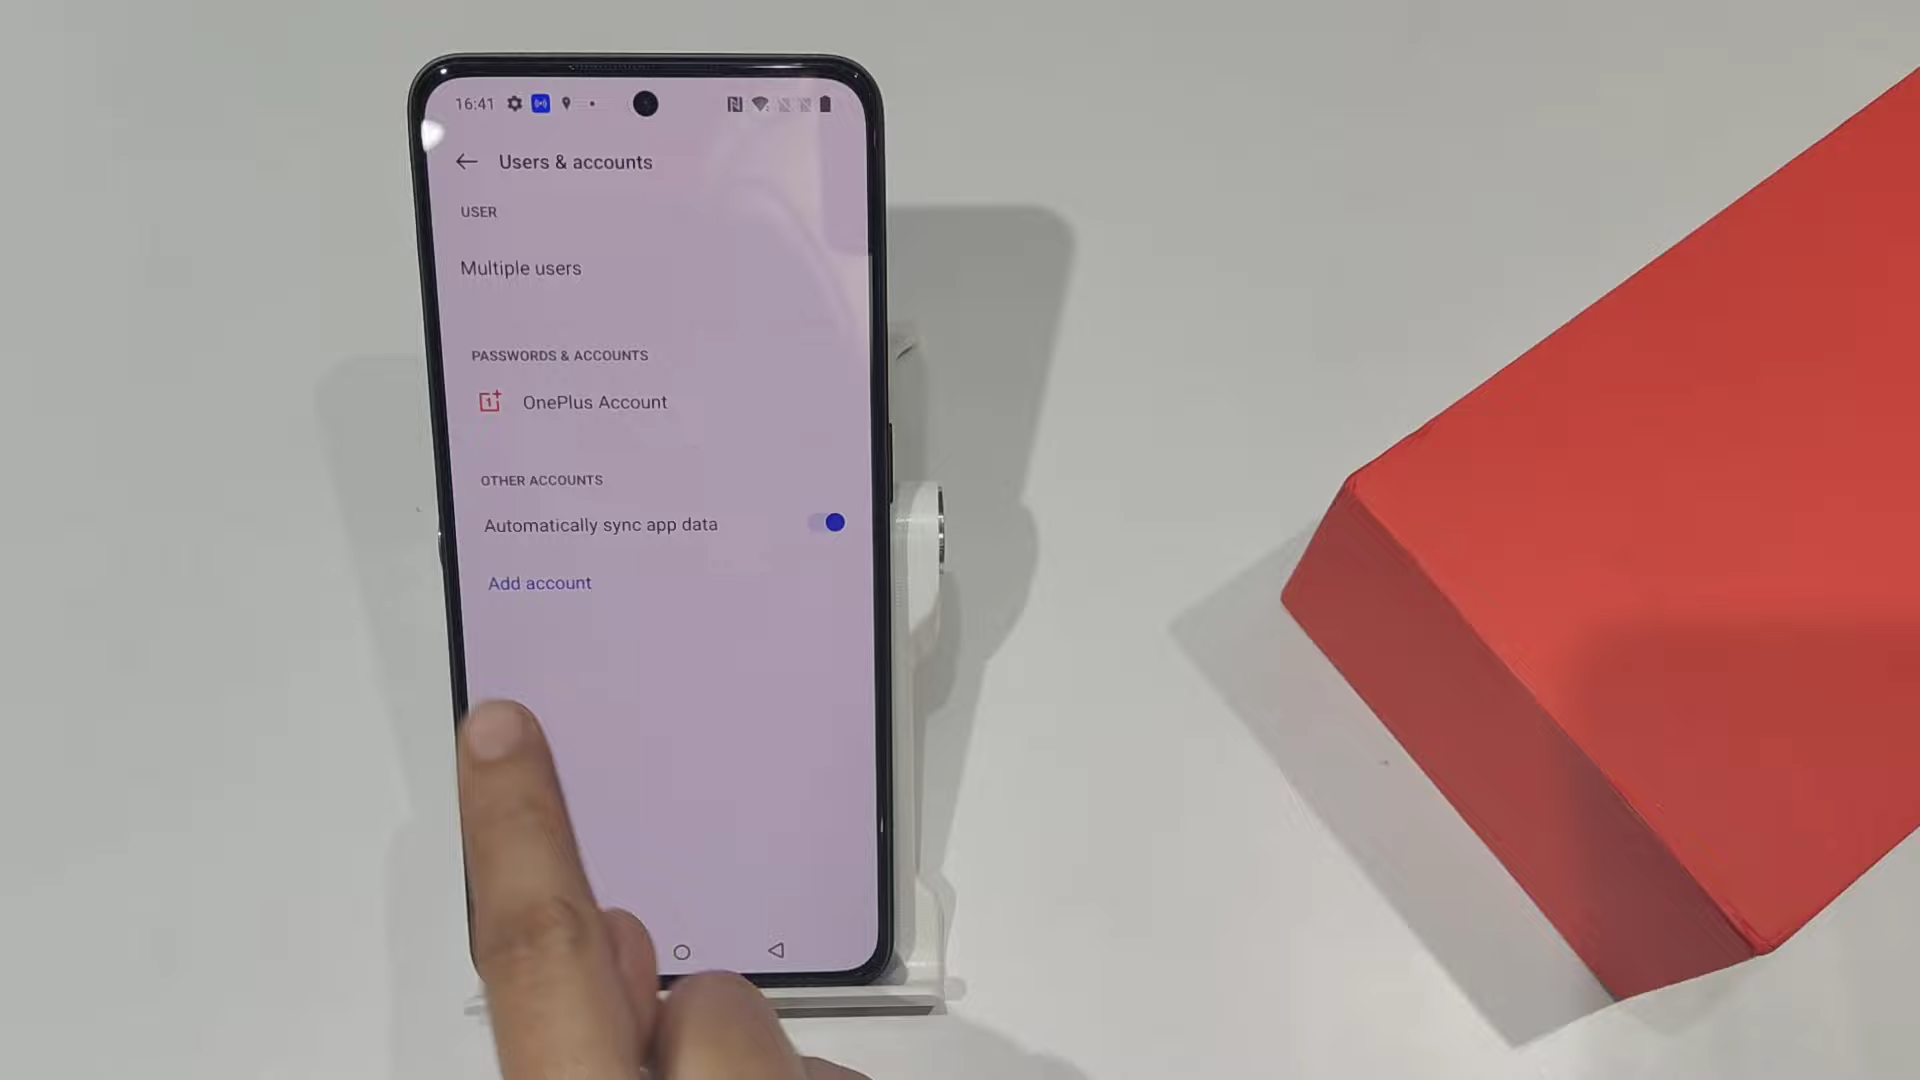 16:41
Users & accounts
USER
Multiple users
PASSWORDS & ACCOUNTS
OnePlus Account
OTHER ACCOUNTS
Automatically sync app data
Add account